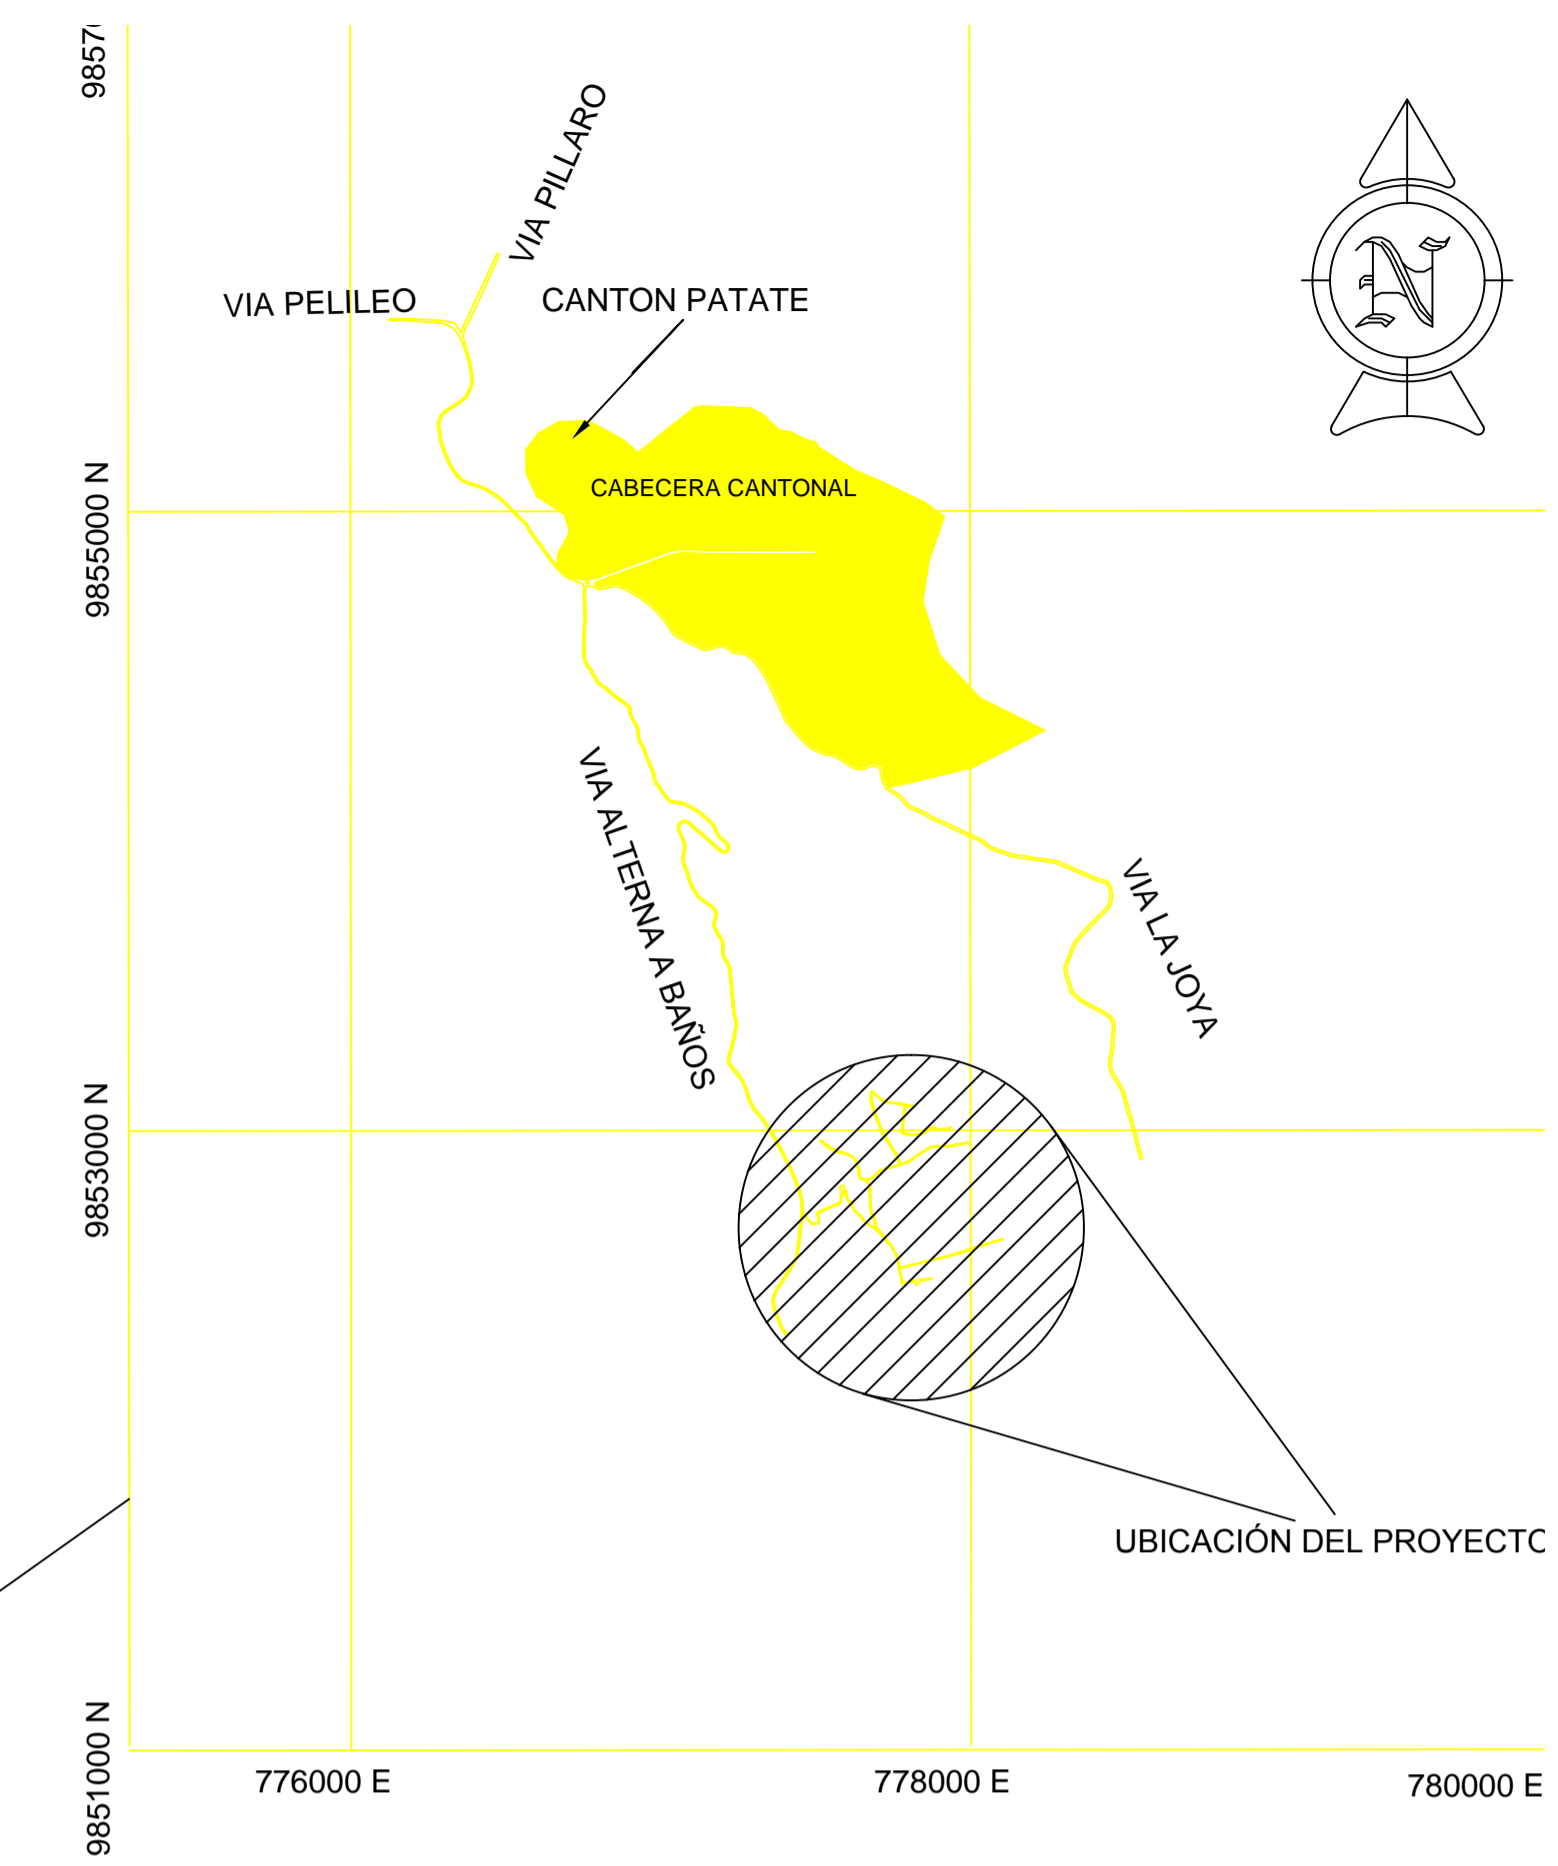 VIA PILLARO
VIA PELILEO
CANTON PATATE
N
CABECERA CANTONAL
9855000 N
VIA ALTERNA A BAÑOS
VIA LA JOYA
9853000 N
UBICACIÓN DEL PROYECTO
9851000 N
776000 E
778000 E
780000 E